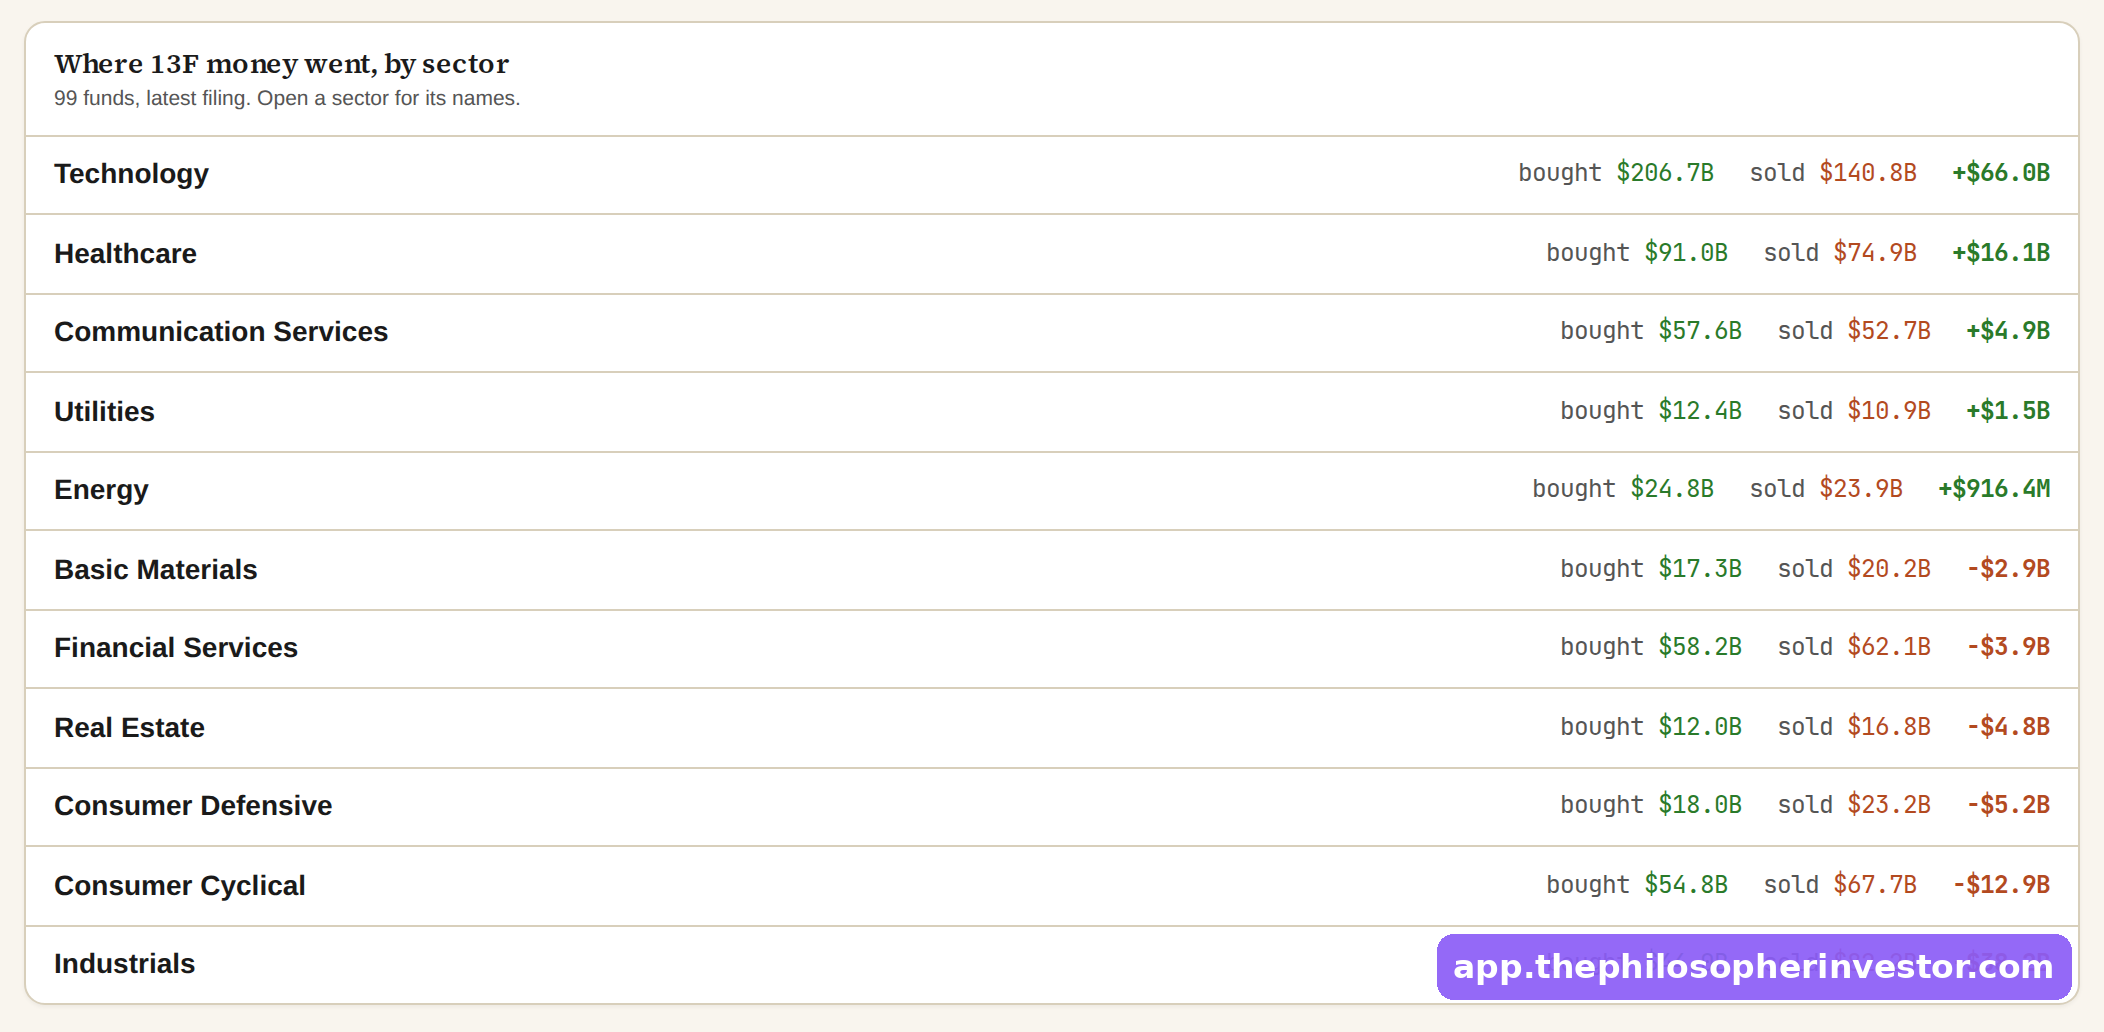 Where 13F money went, by sector
99 funds, latest filing. Open a sector for its names.
Technology bought $206.7B sold $140.8B +$66.0B
Healthcare bought $91.0B sold $74.9B +$16.1B
Communication Services bought $57.6B sold $52.7B +$4.9B
Utilities bought $12.4B sold $10.9B +$1.5B
Energy bought $24.8B sold $23.9B +$916.4M
Basic Materials bought $17.3B sold $20.2B -$2.9B
Financial Services bought $58.2B sold $62.1B -$3.9B
Real Estate bought $12.0B sold $16.8B -$4.8B
Consumer Defensive bought $18.0B sold $23.2B -$5.2B
Consumer Cyclical bought $54.8B sold $67.7B -$12.9B
Industrials
app.thephilosopherinvestor.com